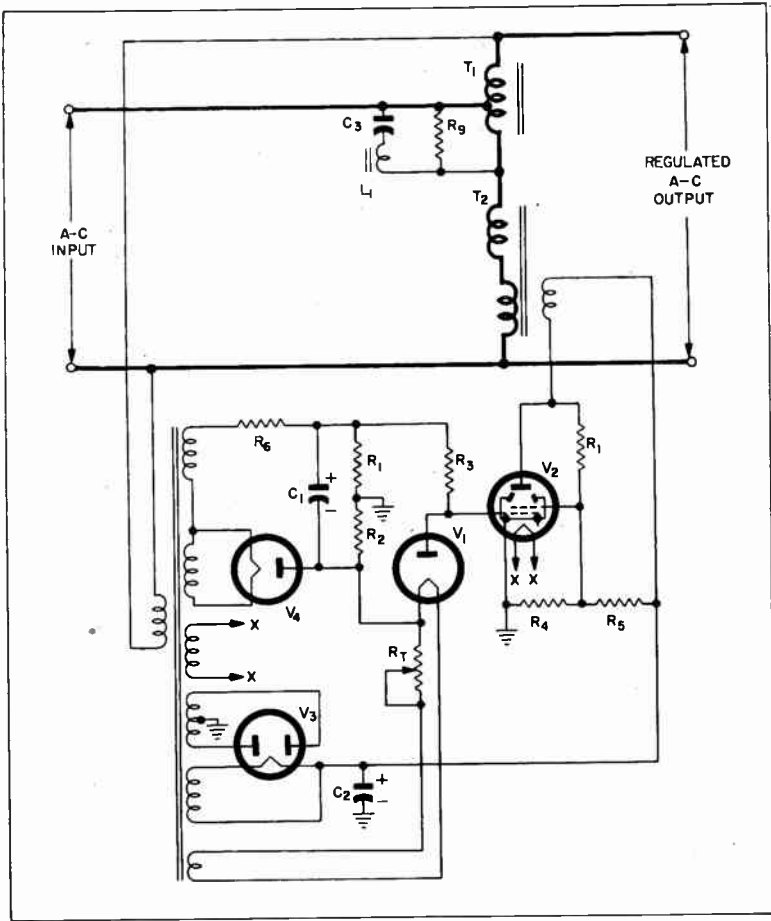 T1
C3
R9
L1
T2
A-C
INPUT
REGULATED
A-C
OUTPUT
R6
R1
R3
R1
C1
+
-
V2
R2
V1
X X
V4
R4
R5
X
RT
X
V3
C2
+
-